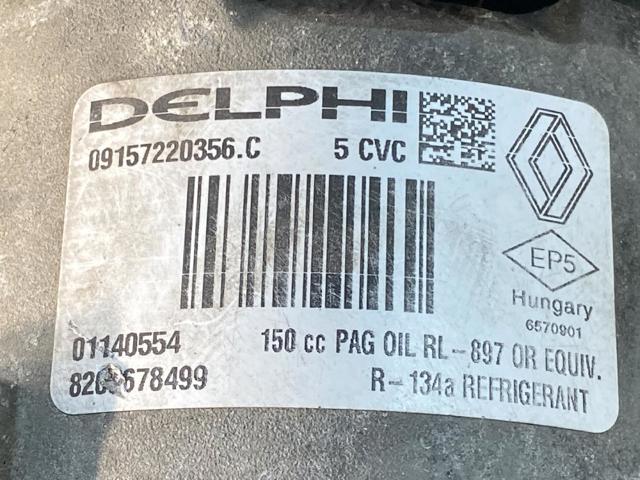 DELPHI
09157220356.C 5 CVC
EP5
Hungary
6570901
01140554 150 cc PAG OIL RL-897 OR EQUIV.
R-134a REFRIGERANT